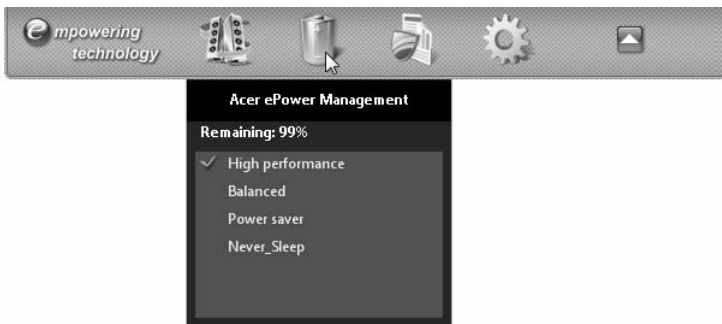 e mpowering
technology
Acer ePower Management
Remaining: 99%
High performance
Balanced
Power saver
Never_Sleep